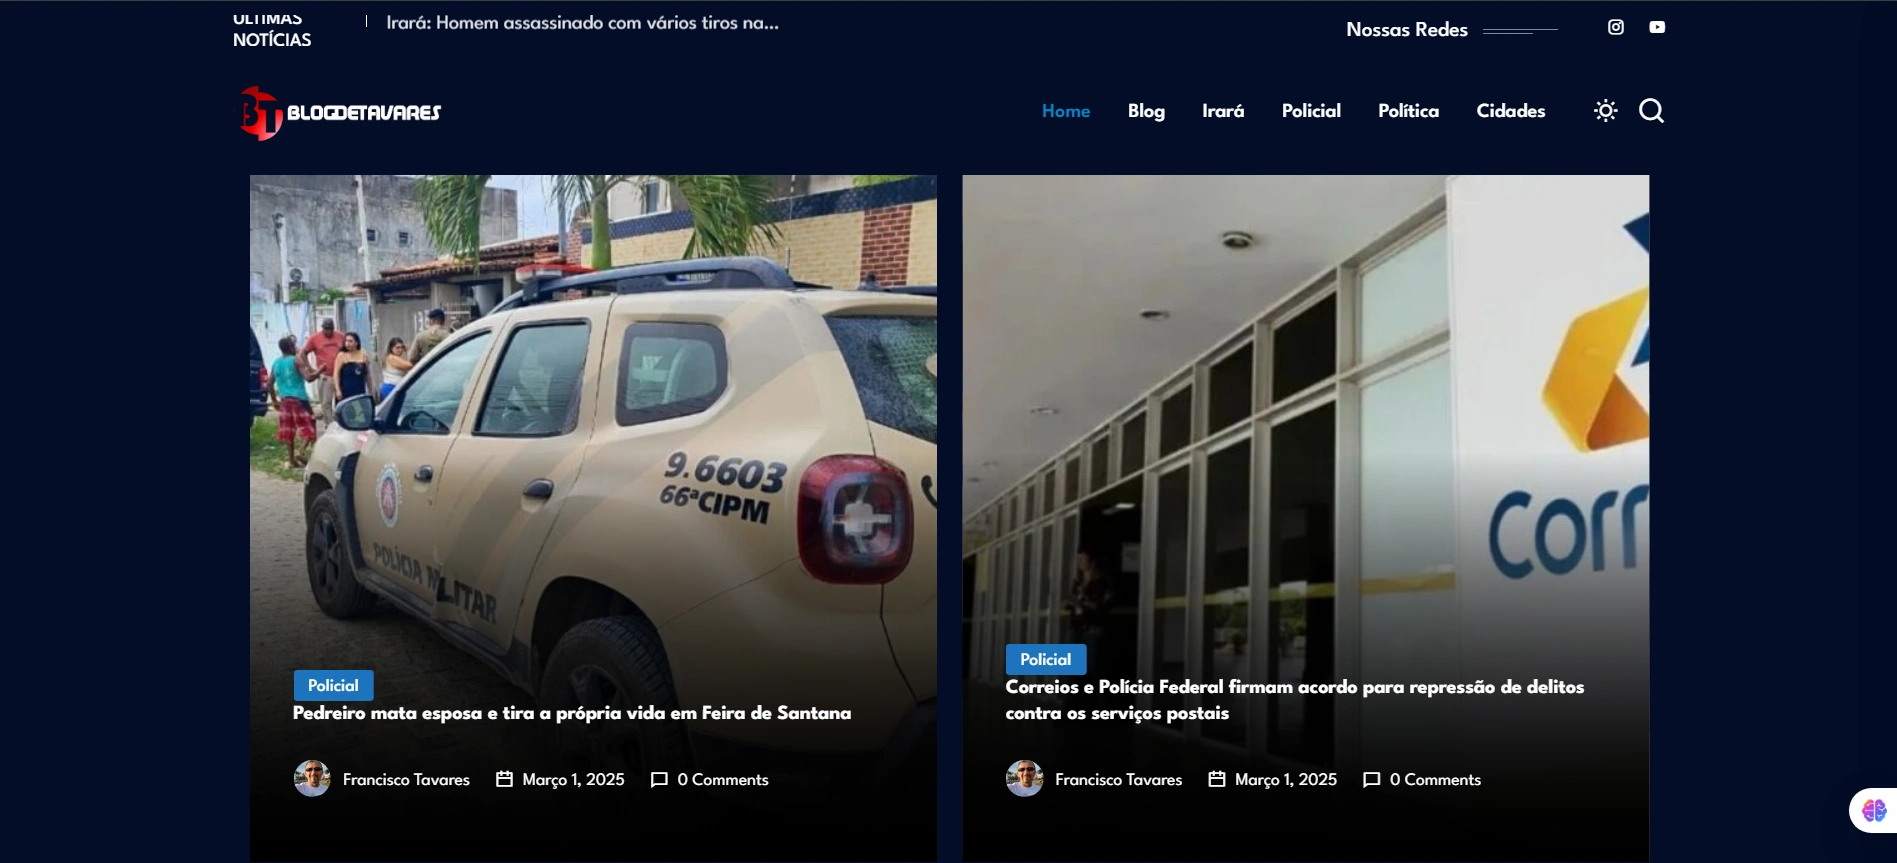 ÚLTIMAS
NOTÍCIAS
Irará: Homem assassinado com vários tiros na...
Nossas Redes
BT BLOGDETAVARES
Home
Blog
Irará
Policial
Política
Cidades
9.6603
66ªCIPM
POLÍCIA MILITAR
Policial
Pedreiro mata esposa e tira a própria vida em Feira de Santana
Francisco Tavares
Março 1, 2025
0 Comments
Corr
Policial
Correios e Polícia Federal firmam acordo para repressão de delitos
contra os serviços postais
Francisco Tavares
Março 1, 2025
0 Comments